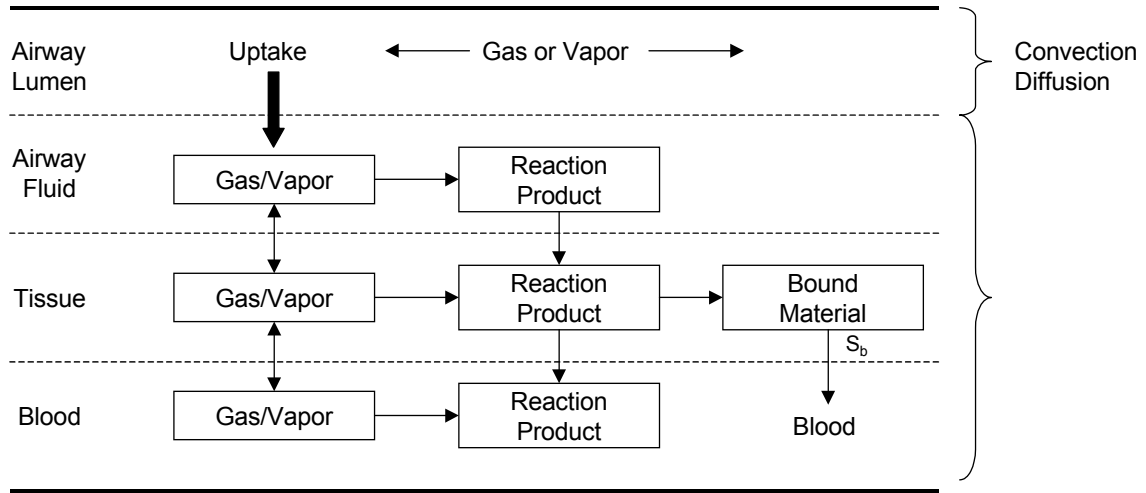 Airway
Lumen
Uptake
Gas or Vapor
Convection
Diffusion
Airway
Fluid
Gas/Vapor
Reaction
Product
Tissue
Gas/Vapor
Reaction
Product
Bound
Material
S_b
Blood
Gas/Vapor
Reaction
Product
Blood